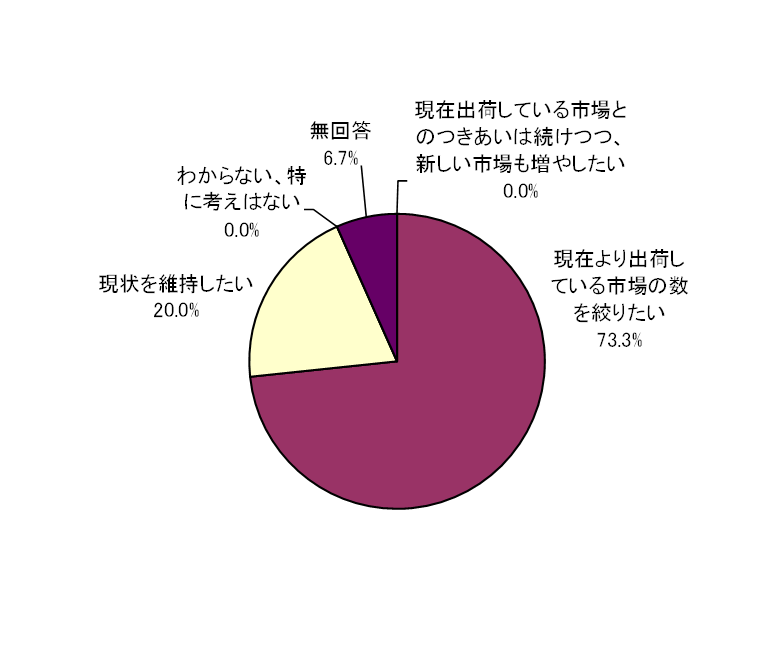 現在出荷している市場と
のつきあいは続けつつ、
新しい市場も増やしたい
0.0%
無回答
6.7%
わからない、特
に考えはない
0.0%
現在より出荷し
ている市場の数
を絞りたい
73.3%
現状を維持したい
20.0%